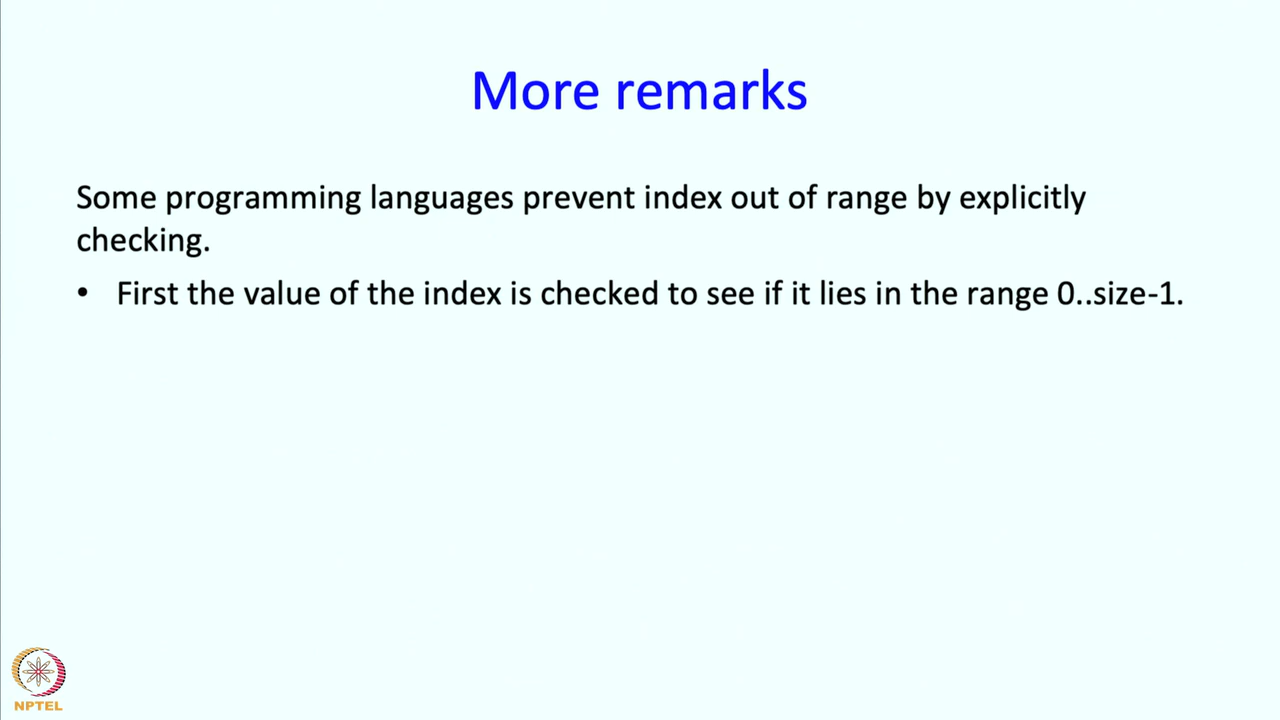 More remarks
Some programming languages prevent index out of range by explicitly
checking.
• First the value of the index is checked to see if it lies in the range 0..size-1.
NPTEL